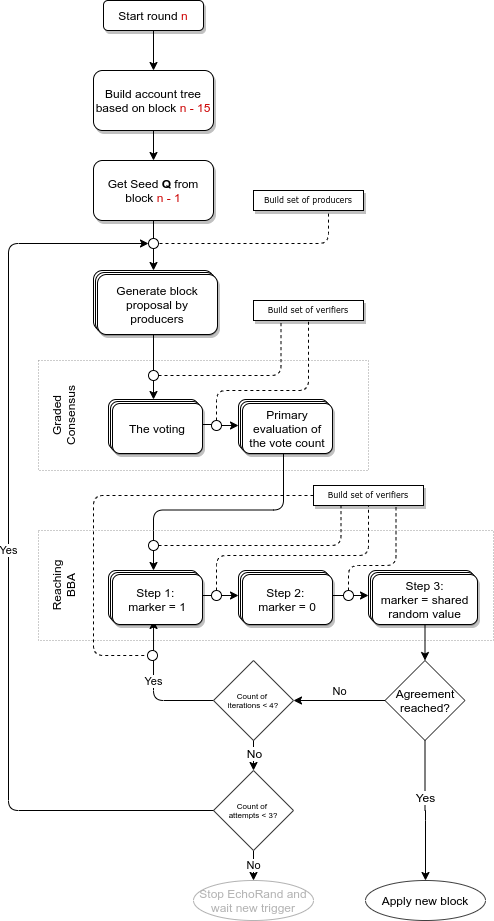 Start round n
Build account tree
based on block n - 15
Get Seed Q from
block n - 1
Build set of producers
Generate block
proposal by
producers
Build set of verifiers
Graded
Consensus
The voting
Primary
evaluation of
the vote count
Build set of verifiers
Yes
Reaching
BBA
Step 1:
marker = 1
Step 2:
marker = 0
Step 3:
marker = shared
random value
Yes
Count of
iterations < 4?
No
Agreement
reached?
No
Yes
Count of
attempts < 3?
No
Stop EchoRand and
wait new trigger
Apply new block